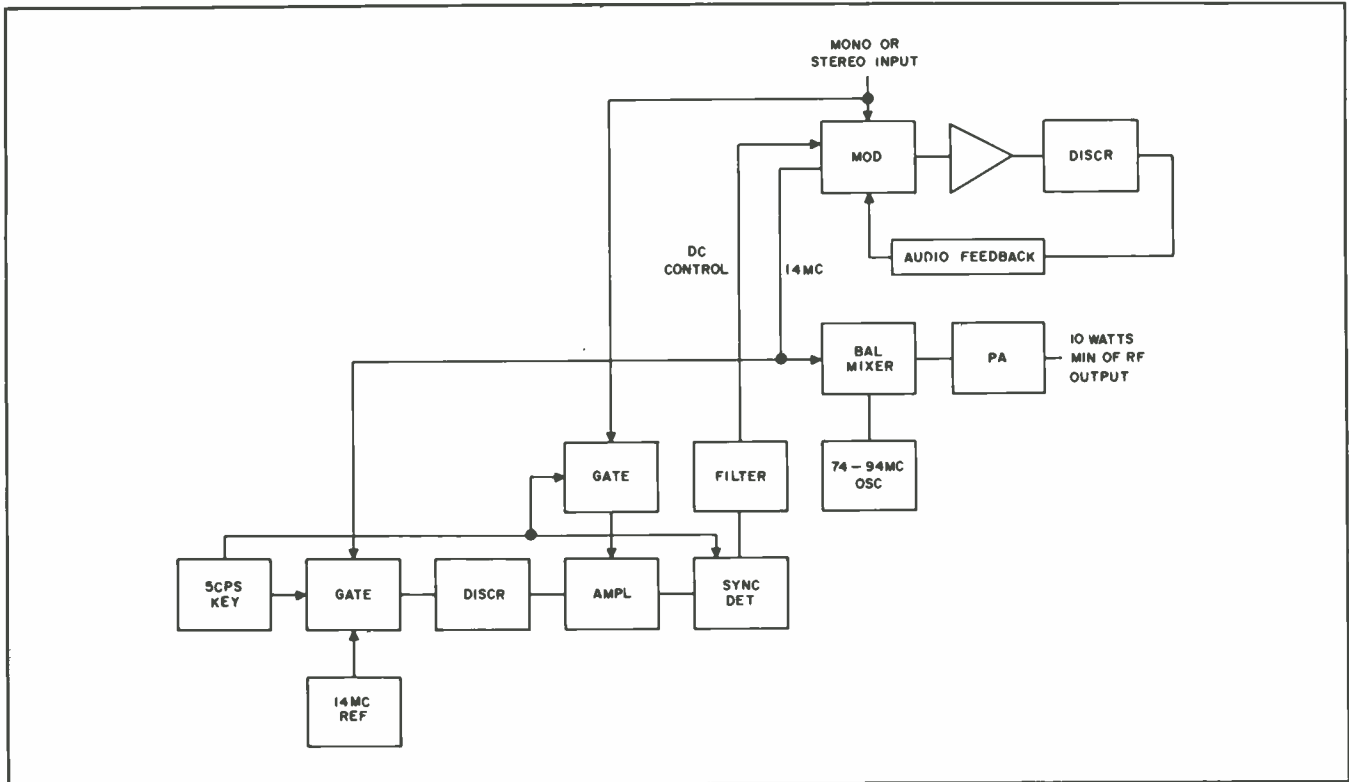 MONO OR
STEREO INPUT
MOD
DISCR
DC
CONTROL
14MC
AUDIO FEEDBACK
BAL
MIXER
PA
10 WATTS
MIN OF RF
OUTPUT
GATE
FILTER
74-94MC
OSC
5CPS
KEY
GATE
DISCR
AMPL
SYNC
DET
14MC
REF